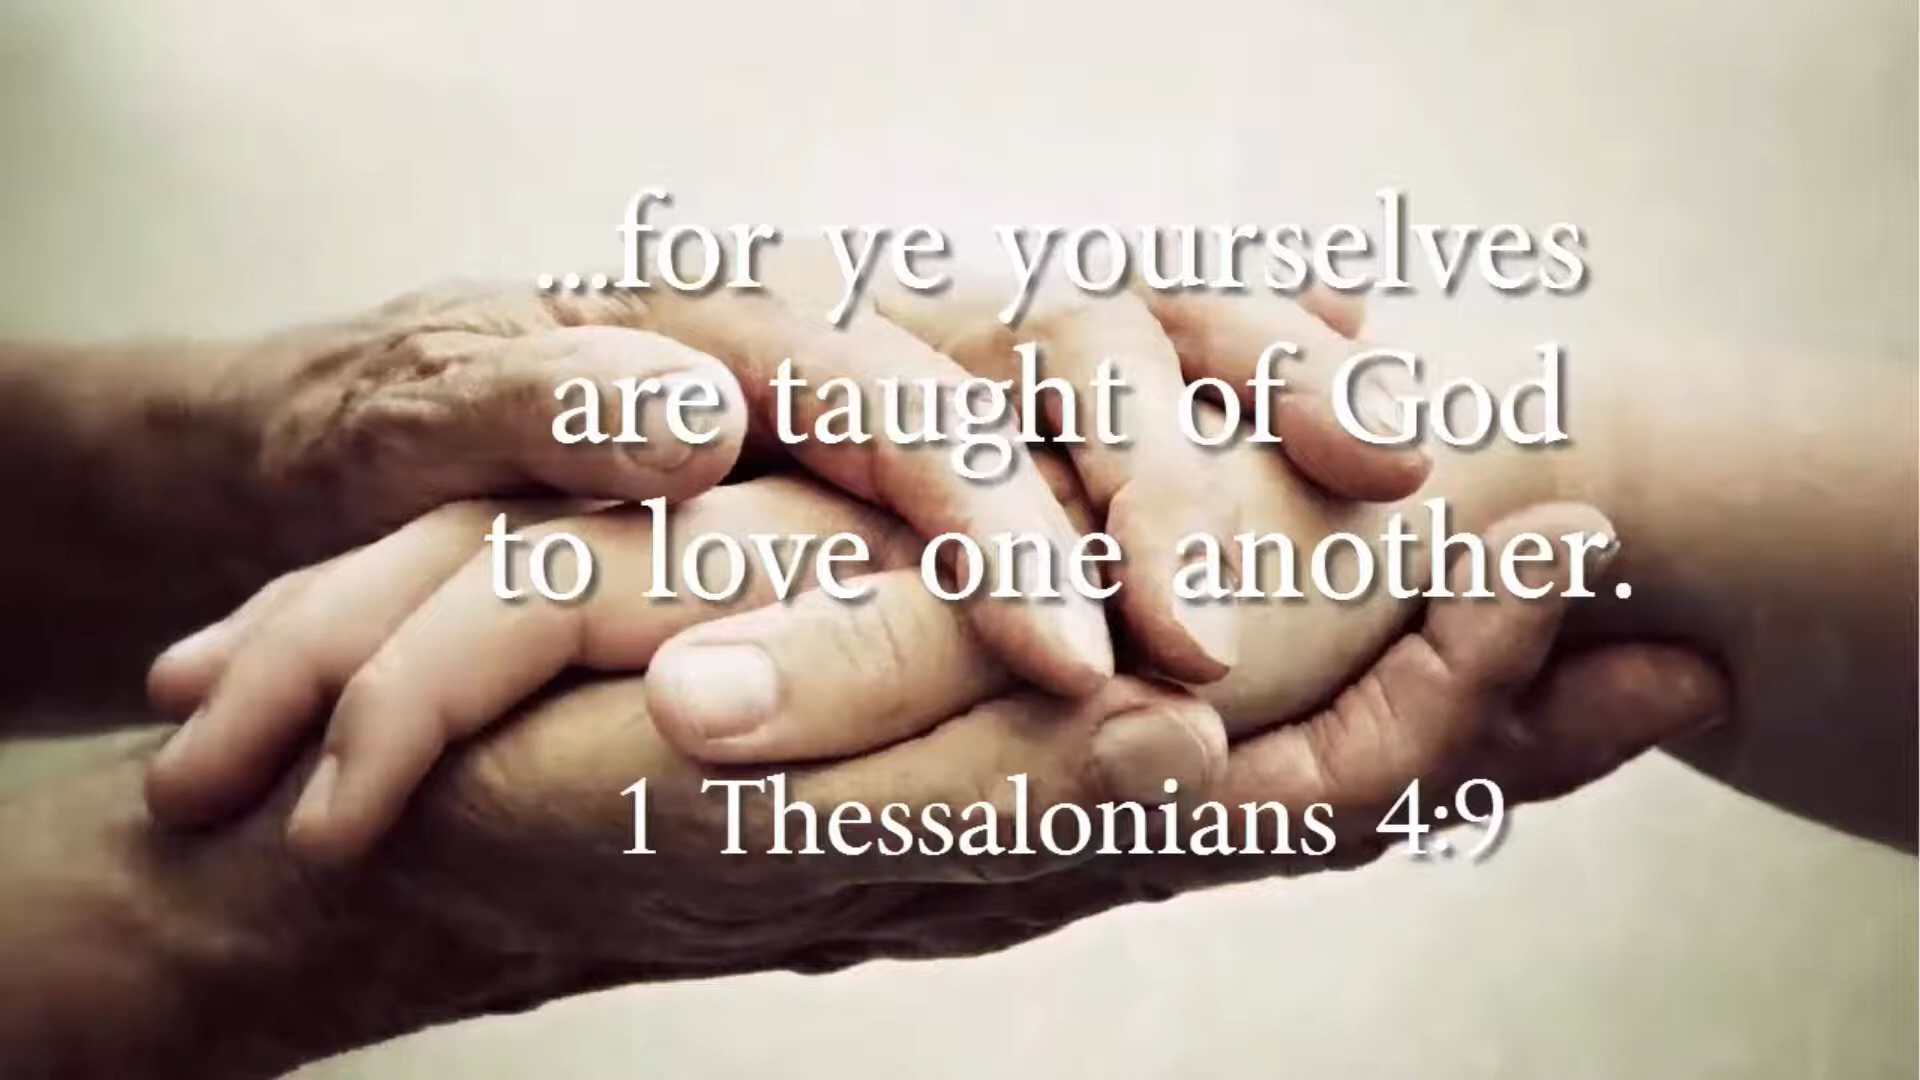 ...for ye yourselves
are taught of God
to love one another.
1 Thessalonians 4:9